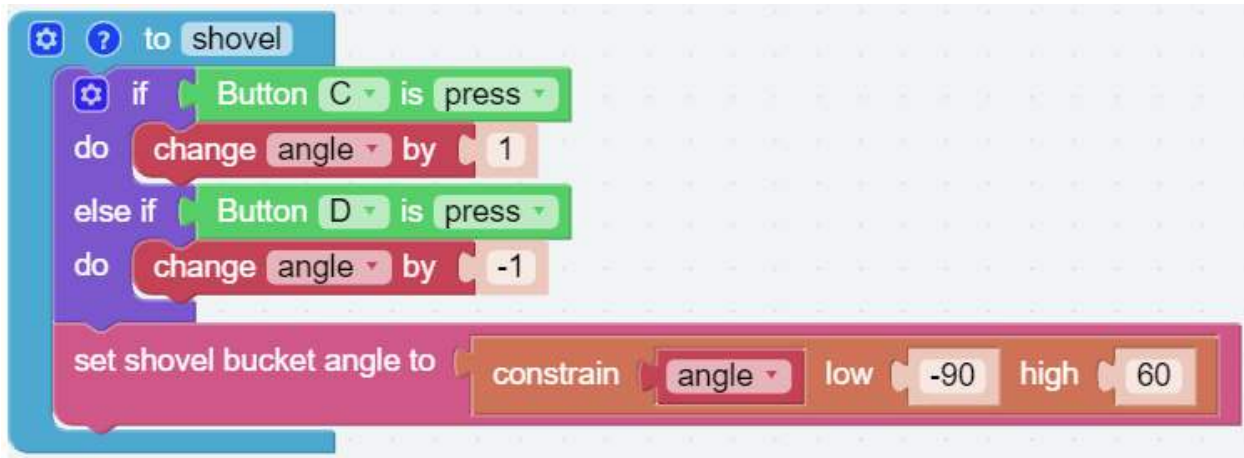 ? to shovel
if Button C is press
do change angle by 1
else if Button D is press
do change angle by -1
set shovel bucket angle to constrain angle low -90 high 60